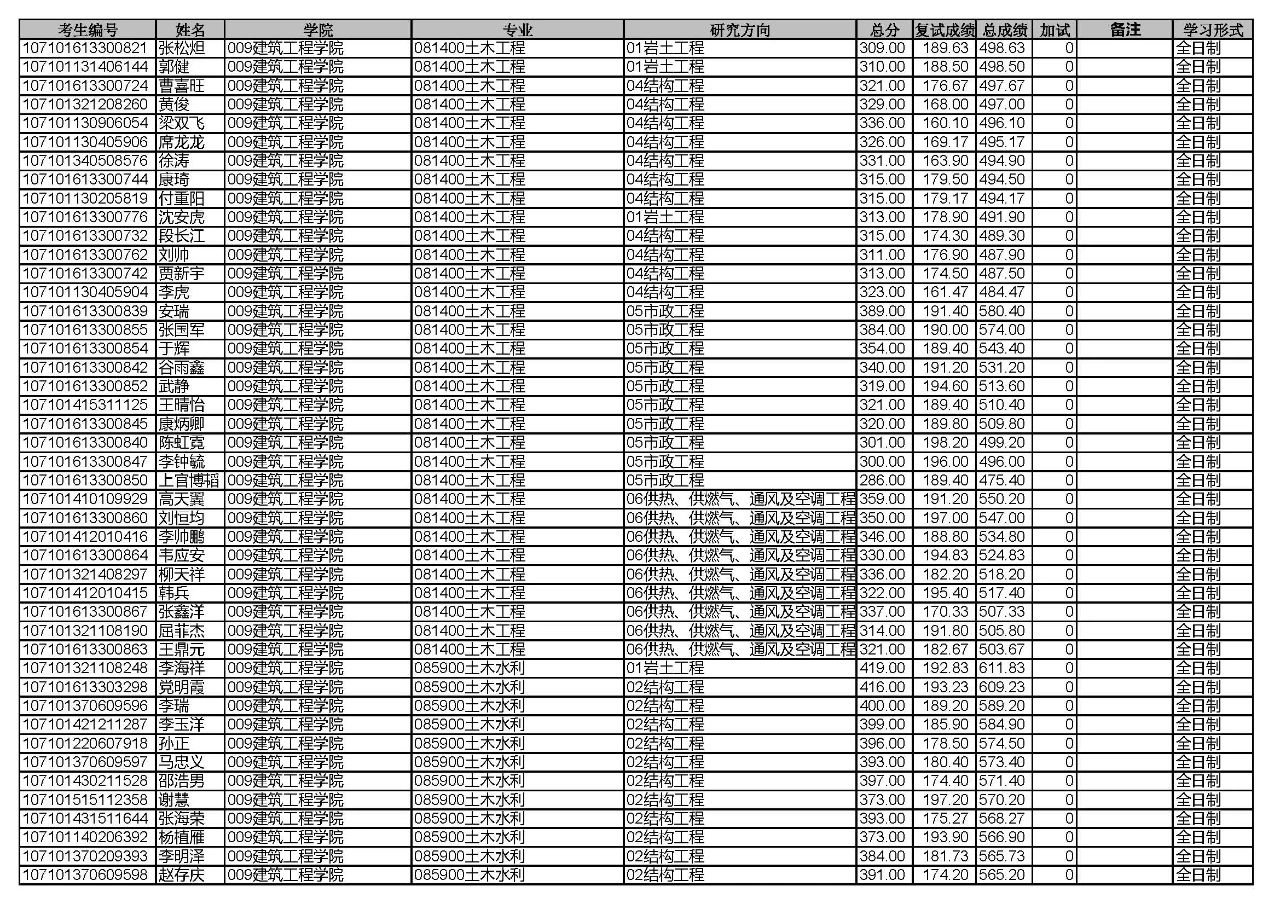 考生编号 姓名 学院 专业 研究方向 总分 复试成绩 总成绩 加试 备注 学习形式
107101613300821 张松烜 009建筑工程学院 081400土木工程 01岩土工程 309.00 189.63 498.63 0 全日制
107101131406144 郭健 009建筑工程学院 081400土木工程 01岩土工程 310.00 188.50 498.50 0 全日制
107101613300724 曹喜旺 009建筑工程学院 081400土木工程 04结构工程 321.00 176.67 497.67 0 全日制
107101321208260 黄俊 009建筑工程学院 081400土木工程 04结构工程 329.00 168.00 497.00 0 全日制
107101130906054 梁双飞 009建筑工程学院 081400土木工程 04结构工程 336.00 160.10 496.10 0 全日制
107101130405906 席龙龙 009建筑工程学院 081400土木工程 04结构工程 326.00 169.17 495.17 0 全日制
107101340508576 徐涛 009建筑工程学院 081400土木工程 04结构工程 331.00 163.90 494.90 0 全日制
107101613300744 康琦 009建筑工程学院 081400土木工程 04结构工程 315.00 179.50 494.50 0 全日制
107101130205819 付重阳 009建筑工程学院 081400土木工程 04结构工程 315.00 179.17 494.17 0 全日制
107101613300776 沈安虎 009建筑工程学院 081400土木工程 01岩土工程 313.00 178.90 491.90 0 全日制
107101613300732 段长江 009建筑工程学院 081400土木工程 04结构工程 315.00 174.30 489.30 0 全日制
107101613300762 刘帅 009建筑工程学院 081400土木工程 04结构工程 311.00 176.90 487.90 0 全日制
107101613300742 贾新宇 009建筑工程学院 081400土木工程 04结构工程 313.00 174.50 487.50 0 全日制
107101130405904 李虎 009建筑工程学院 081400土木工程 04结构工程 323.00 161.47 484.47 0 全日制
107101613300839 安瑞 009建筑工程学院 081400土木工程 05市政工程 389.00 191.40 580.40 0 全日制
107101613300855 张国军 009建筑工程学院 081400土木工程 05市政工程 384.00 190.00 574.00 0 全日制
107101613300854 于辉 009建筑工程学院 081400土木工程 05市政工程 354.00 189.40 543.40 0 全日制
107101613300842 谷雨鑫 009建筑工程学院 081400土木工程 05市政工程 340.00 191.20 531.20 0 全日制
107101613300852 武静 009建筑工程学院 081400土木工程 05市政工程 319.00 194.60 513.60 0 全日制
107101415311125 王晴怡 009建筑工程学院 081400土木工程 05市政工程 321.00 189.40 510.40 0 全日制
107101613300845 康炳卿 009建筑工程学院 081400土木工程 05市政工程 320.00 189.80 509.80 0 全日制
107101613300840 陈虹霓 009建筑工程学院 081400土木工程 05市政工程 301.00 198.20 499.20 0 全日制
107101613300847 李钟毓 009建筑工程学院 081400土木工程 05市政工程 300.00 196.00 496.00 0 全日制
107101613300850 上官博韬 009建筑工程学院 081400土木工程 05市政工程 286.00 189.40 475.40 0 全日制
107101410109929 高天翼 009建筑工程学院 081400土木工程 06供热、供燃气、通风及空调工程 359.00 191.20 550.20 0 全日制
107101613300860 刘恒均 009建筑工程学院 081400土木工程 06供热、供燃气、通风及空调工程 350.00 197.00 547.00 0 全日制
107101412010416 李帅鹏 009建筑工程学院 081400土木工程 06供热、供燃气、通风及空调工程 346.00 188.80 534.80 0 全日制
107101613300864 韦应安 009建筑工程学院 081400土木工程 06供热、供燃气、通风及空调工程 330.00 194.83 524.83 0 全日制
107101321408297 柳天祥 009建筑工程学院 081400土木工程 06供热、供燃气、通风及空调工程 336.00 182.20 518.20 0 全日制
107101412010415 韩兵 009建筑工程学院 081400土木工程 06供热、供燃气、通风及空调工程 322.00 195.40 517.40 0 全日制
107101613300867 张鑫洋 009建筑工程学院 081400土木工程 06供热、供燃气、通风及空调工程 337.00 170.33 507.33 0 全日制
107101321108190 屈菲杰 009建筑工程学院 081400土木工程 06供热、供燃气、通风及空调工程 314.00 191.80 505.80 0 全日制
107101613300863 王鼎元 009建筑工程学院 081400土木工程 06供热、供燃气、通风及空调工程 321.00 182.67 503.67 0 全日制
107101321108248 李海祥 009建筑工程学院 085900土木水利 01岩土工程 419.00 192.83 611.83 0 全日制
107101613303298 党明霞 009建筑工程学院 085900土木水利 02结构工程 416.00 193.23 609.23 0 全日制
107101370609596 李瑞 009建筑工程学院 085900土木水利 02结构工程 400.00 189.20 589.20 0 全日制
107101421211287 李玉洋 009建筑工程学院 085900土木水利 02结构工程 399.00 185.90 584.90 0 全日制
107101220607918 孙正 009建筑工程学院 085900土木水利 02结构工程 396.00 178.50 574.50 0 全日制
107101370609597 马忠义 009建筑工程学院 085900土木水利 02结构工程 393.00 180.40 573.40 0 全日制
107101430211528 邵浩男 009建筑工程学院 085900土木水利 02结构工程 397.00 174.40 571.40 0 全日制
107101515112358 谢慧 009建筑工程学院 085900土木水利 02结构工程 373.00 197.20 570.20 0 全日制
107101431511644 张海荣 009建筑工程学院 085900土木水利 02结构工程 393.00 175.27 568.27 0 全日制
107101140206392 杨植雁 009建筑工程学院 085900土木水利 02结构工程 373.00 193.90 566.90 0 全日制
107101370209393 李明泽 009建筑工程学院 085900土木水利 02结构工程 384.00 181.73 565.73 0 全日制
107101370609598 赵存庆 009建筑工程学院 085900土木水利 02结构工程 391.00 174.20 565.20 0 全日制